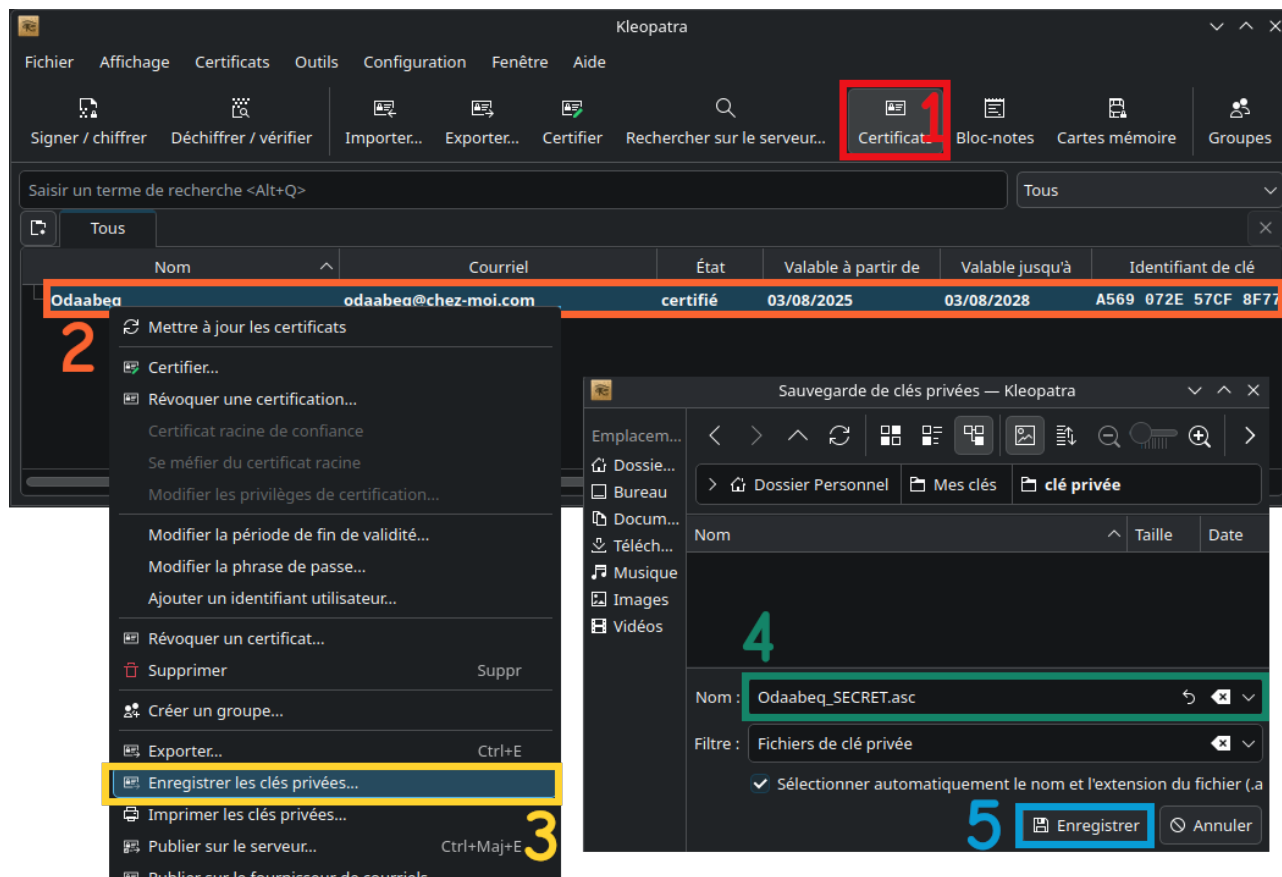 Kleopatra
Fichier Affichage Certificats Outils Configuration Fenêtre Aide
Signer / chiffrer Déchiffrer / vérifier Importer... Exporter... Certifier Rechercher sur le serveur... Certificats Bloc-notes Cartes mémoire Groupes
1
Saisir un terme de recherche <Alt+Q> Tous
Tous
Nom Courriel État Valable à partir de Valable jusqu'à Identifiant de clé
Odaabeq odaabeq@chez-moi.com certifié 03/08/2025 03/08/2028 A569 072E 57CF 8F77
2
Mettre à jour les certificats
Certifier...
Révoquer une certification...
Certificat racine de confiance
Se méfier du certificat racine
Modifier les privilèges de certification...
Modifier la période de fin de validité...
Modifier la phrase de passe...
Ajouter un identifiant utilisateur...
Révoquer un certificat...
Supprimer Suppr
Créer un groupe...
Exporter... Ctrl+E
Enregistrer les clés privées...
Imprimer les clés privées...
3
Publier sur le serveur... Ctrl+Maj+E
Publier sur le fournisseur de courriels
Sauvegarde de clés privées — Kleopatra
Emplacem...
Dossie...
Bureau
Docum...
Téléch...
Musique
Images
Vidéos
Dossier Personnel Mes clés clé privée
Nom Taille Date
4
Nom : Odaabeq_SECRET.asc
Filtre : Fichiers de clé privée
Sélectionner automatiquement le nom et l'extension du fichier (.a
5 Enregistrer Annuler